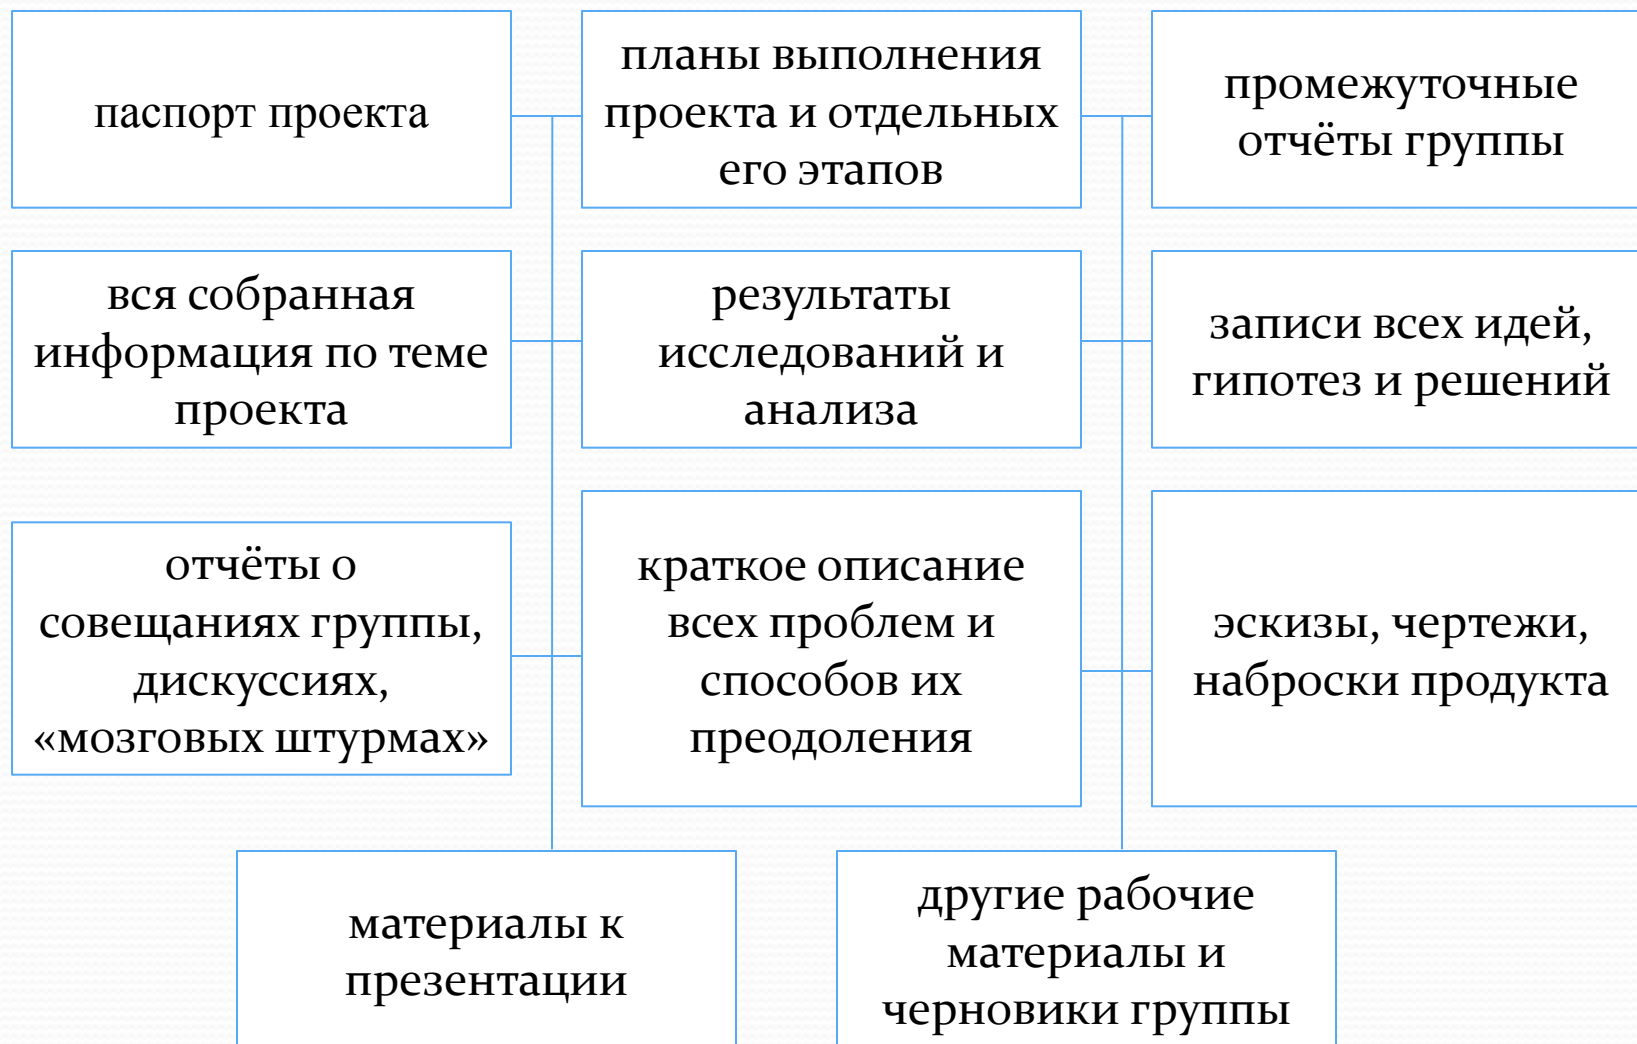 паспорт проекта
планы выполнения
проекта и отдельных
его этапов
промежуточные
отчёты группы
вся собранная
информация по теме
проекта
результаты
исследований и
анализа
записи всех идей,
гипотез и решений
отчёты о
совещаниях группы,
дискуссиях,
«мозговых штурмах»
краткое описание
всех проблем и
способов их
преодоления
эскизы, чертежи,
наброски продукта
материалы к
презентации
другие рабочие
материалы и
черновики группы